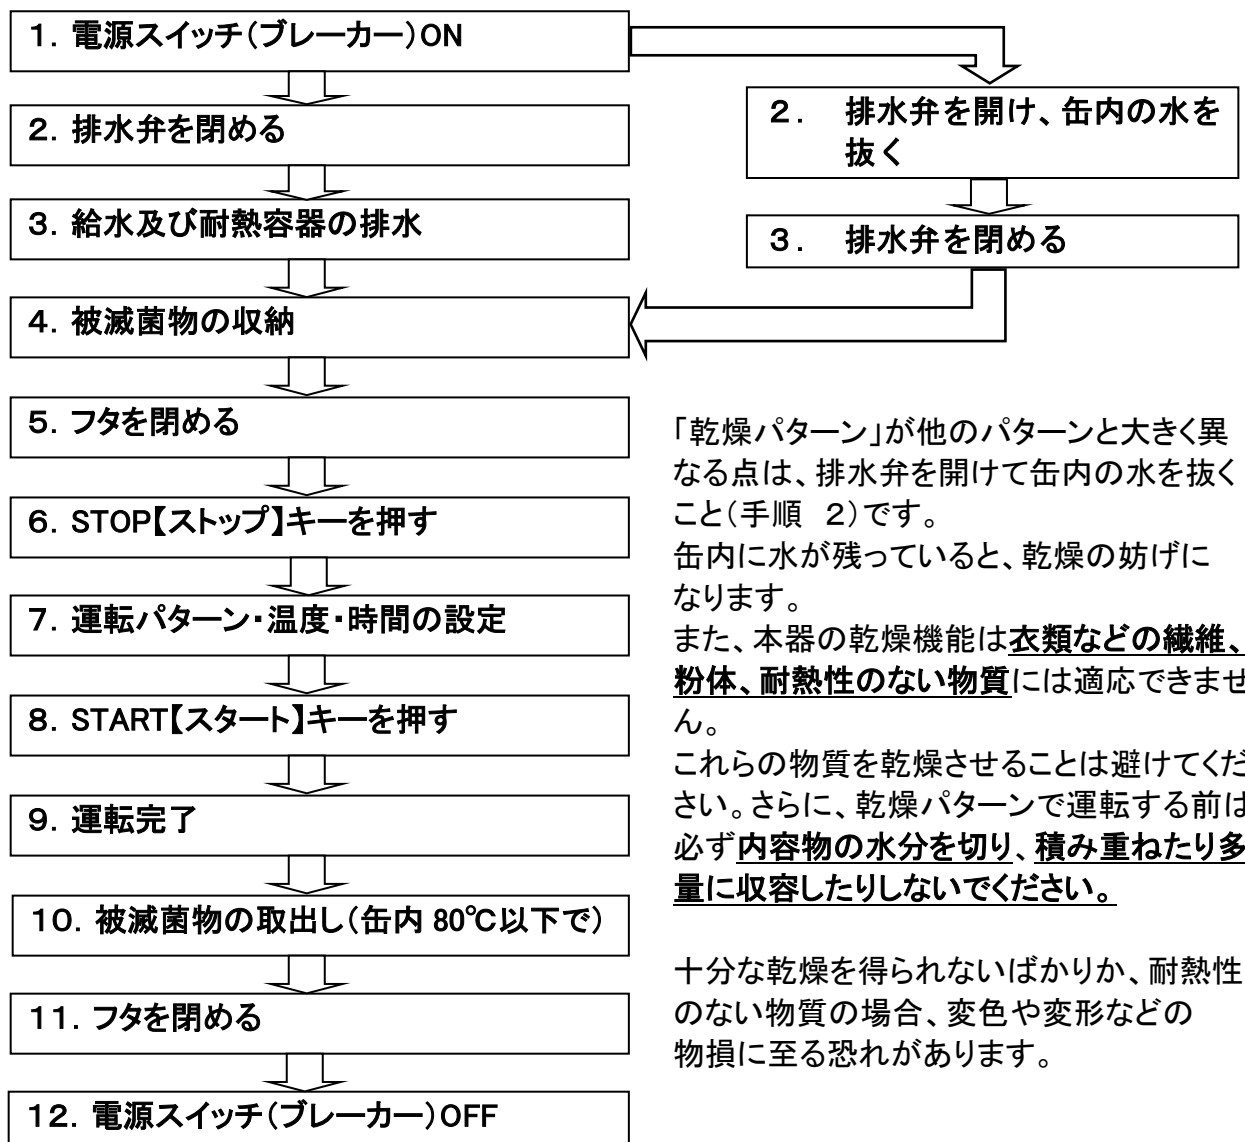 1．電源スイッチ（ブレーカー）ON
2．排水弁を閉める
3．給水及び耐熱容器の排水
4．被滅菌物の収納
5．フタを閉める
6．STOP【ストップ】キーを押す
7．運転パターン・温度・時間の設定
8．START【スタート】キーを押す
9．運転完了
10．被滅菌物の取出し（缶内 80℃以下で）
11．フタを閉める
12．電源スイッチ（ブレーカー）OFF
2．　排水弁を開け、缶内の水を
抜く
3．　排水弁を閉める
「乾燥パターン」が他のパターンと大きく異
なる点は、排水弁を開けて缶内の水を抜く
こと（手順　2）です。
缶内に水が残っていると、乾燥の妨げに
なります。
また、本器の乾燥機能は衣類などの繊維、
粉体、耐熱性のない物質には適応できませ
ん。
これらの物質を乾燥させることは避けてくだ
さい。さらに、乾燥パターンで運転する前は
必ず内容物の水分を切り、積み重ねたり多
量に収容したりしないでください。
十分な乾燥を得られないばかりか、耐熱性
のない物質の場合、変色や変形などの
物損に至る恐れがあります。